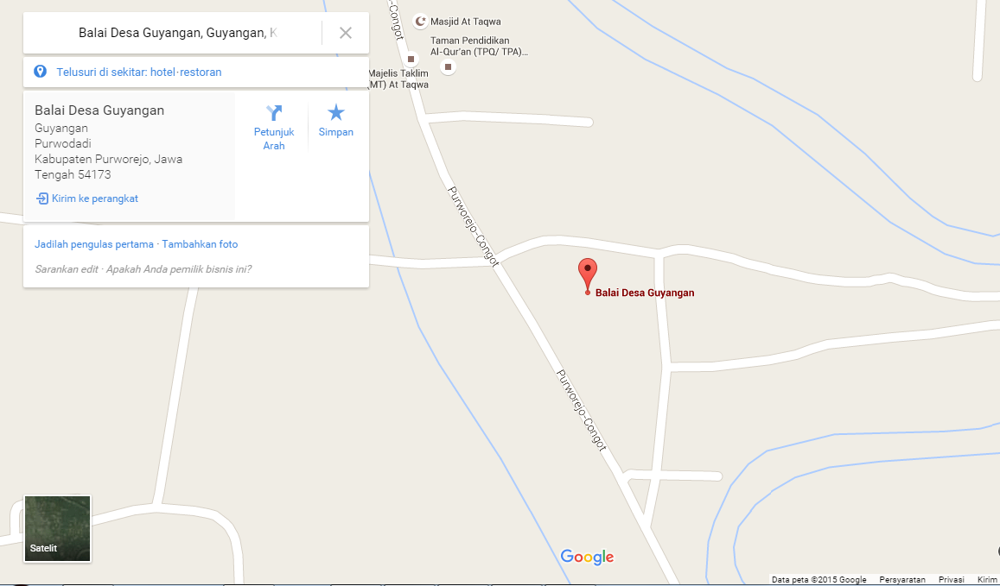 Balai Desa Guyangan, Guyangan, K
Telusuri di sekitar: hotel·restoran
Balai Desa Guyangan
Guyangan
Purwodadi
Kabupaten Purworejo, Jawa
Tengah 54173
Kirim ke perangkat
Petunjuk
Arah
Simpan
Jadilah pengulas pertama · Tambahkan foto
Sarankan edit · Apakah Anda pemilik bisnis ini?
-Congot
Masjid At Taqwa
Taman Pendidikan
Al-Qur'an (TPQ/ TPA)...
Majelis Taklim
(MT) At Taqwa
Purworejo-Congot
Balai Desa Guyangan
Purworejo-Congot
Satelit
Google
Data peta ©2015 Google Persyaratan Privasi Kirim